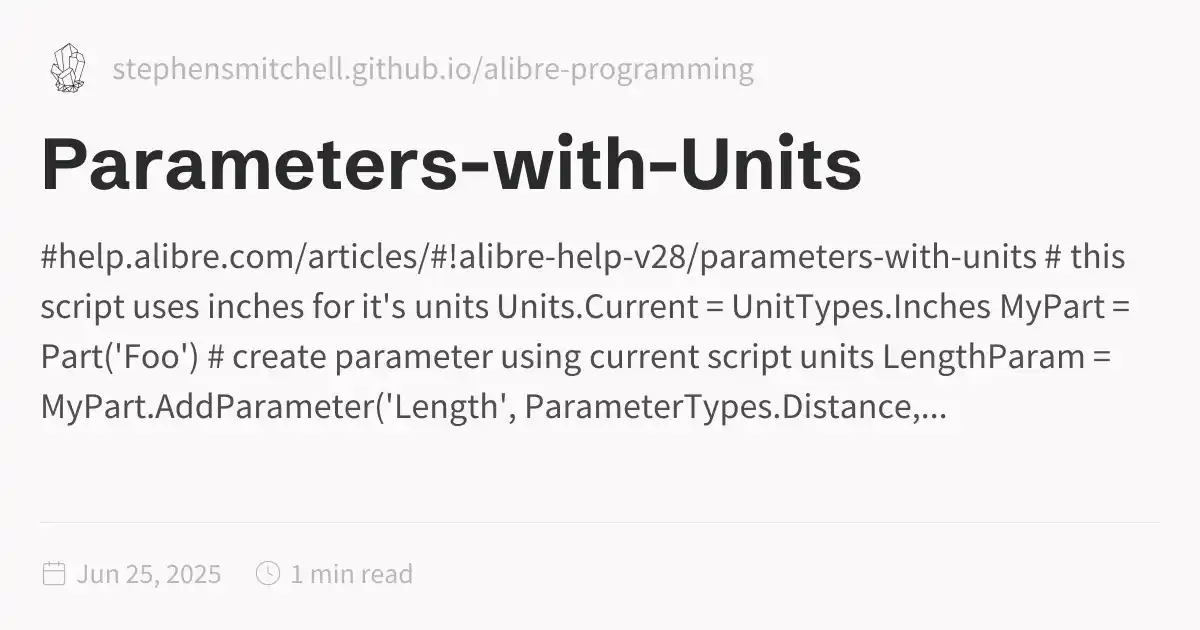 stephensmitchell.github.io/alibre-programming
Parameters-with-Units
#help.alibre.com/articles/#!alibre-help-v28/parameters-with-units # this
script uses inches for it's units Units.Current = UnitTypes.Inches MyPart =
Part('Foo') # create parameter using current script units LengthParam =
MyPart.AddParameter('Length', ParameterTypes.Distance,...
Jun 25, 2025
1 min read